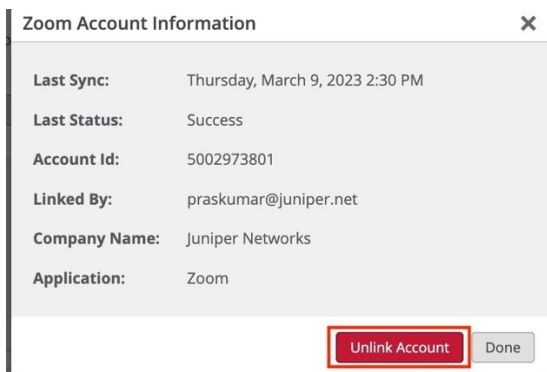 Zoom Account Information
Last Sync: Thursday, March 9, 2023 2:30 PM
Last Status: Success
Account Id: 5002973801
Linked By: praskumar@juniper.net
Company Name: Juniper Networks
Application: Zoom
Unlink Account Done